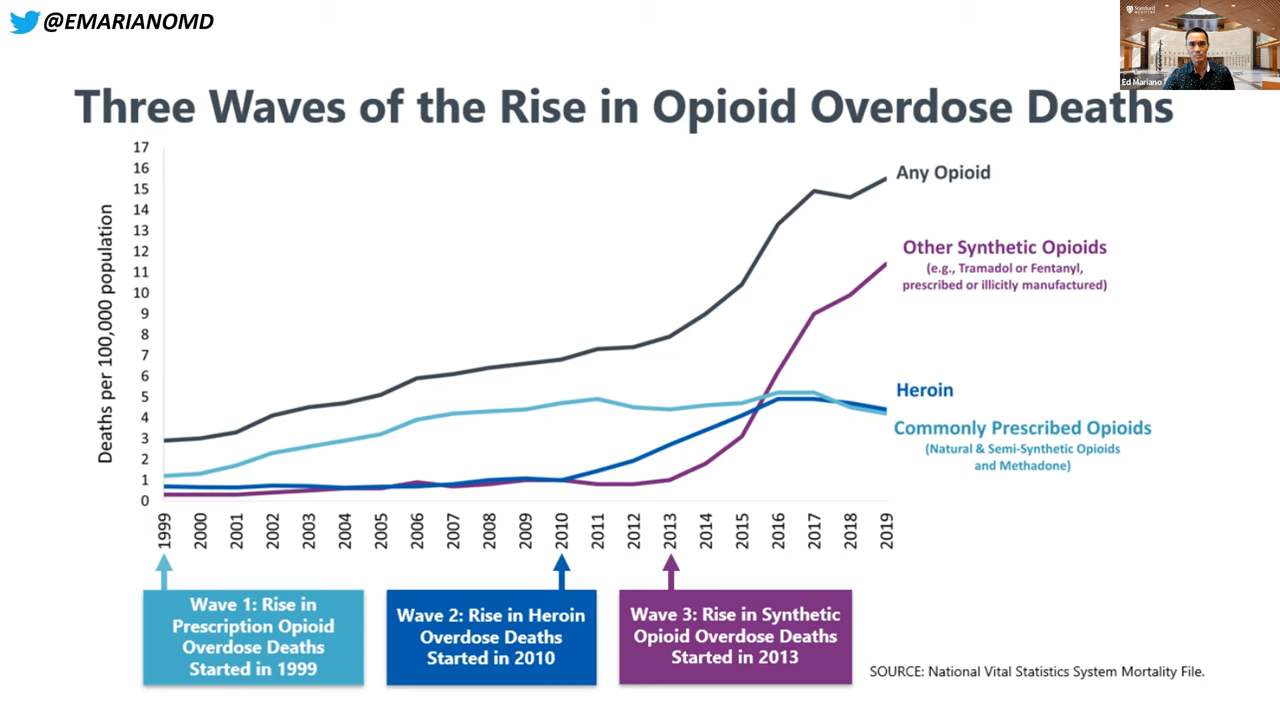 @EMARIANOMD
Stanford
MEDICINE
Ed Mariano
Three Waves of the Rise in Opioid Overdose Deaths
Deaths per 100,000 population
17
16
15
14
13
12
11
10
9
8
7
6
5
4
3
2
1
0
Any Opioid
Other Synthetic Opioids
(e.g., Tramadol or Fentanyl,
prescribed or illicitly manufactured)
Heroin
Commonly Prescribed Opioids
(Natural & Semi-Synthetic Opioids
and Methadone)
1999
2000
2001
2002
2003
2004
2005
2006
2007
2008
2009
2010
2011
2012
2013
2014
2015
2016
2017
2018
2019
Wave 1: Rise in
Prescription Opioid
Overdose Deaths
Started in 1999
Wave 2: Rise in Heroin
Overdose Deaths
Started in 2010
Wave 3: Rise in Synthetic
Opioid Overdose Deaths
Started in 2013
SOURCE: National Vital Statistics System Mortality File.